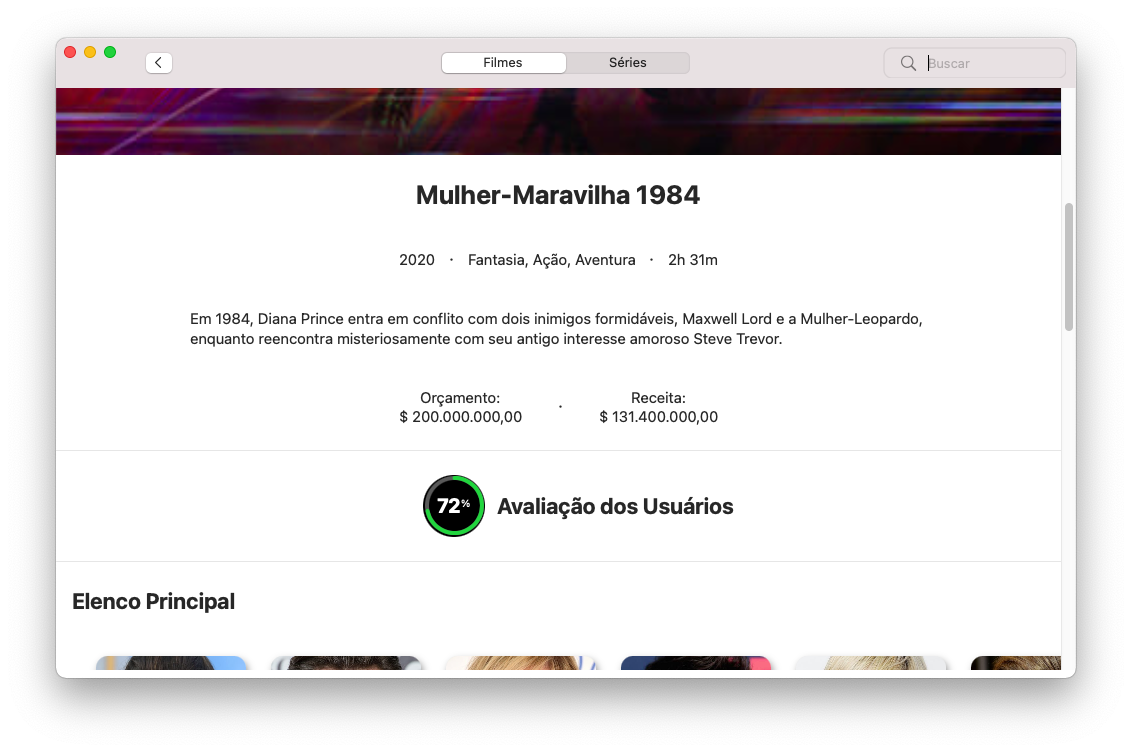 Filmes
Séries
Buscar
Mulher-Maravilha 1984
2020 · Fantasia, Ação, Aventura · 2h 31m
Em 1984, Diana Prince entra em conflito com dois inimigos formidáveis, Maxwell Lord e a Mulher-Leopardo,
enquanto reencontra misteriosamente com seu antigo interesse amoroso Steve Trevor.
Orçamento: · Receita:
$ 200.000.000,00 $ 131.400.000,00
72% Avaliação dos Usuários
Elenco Principal